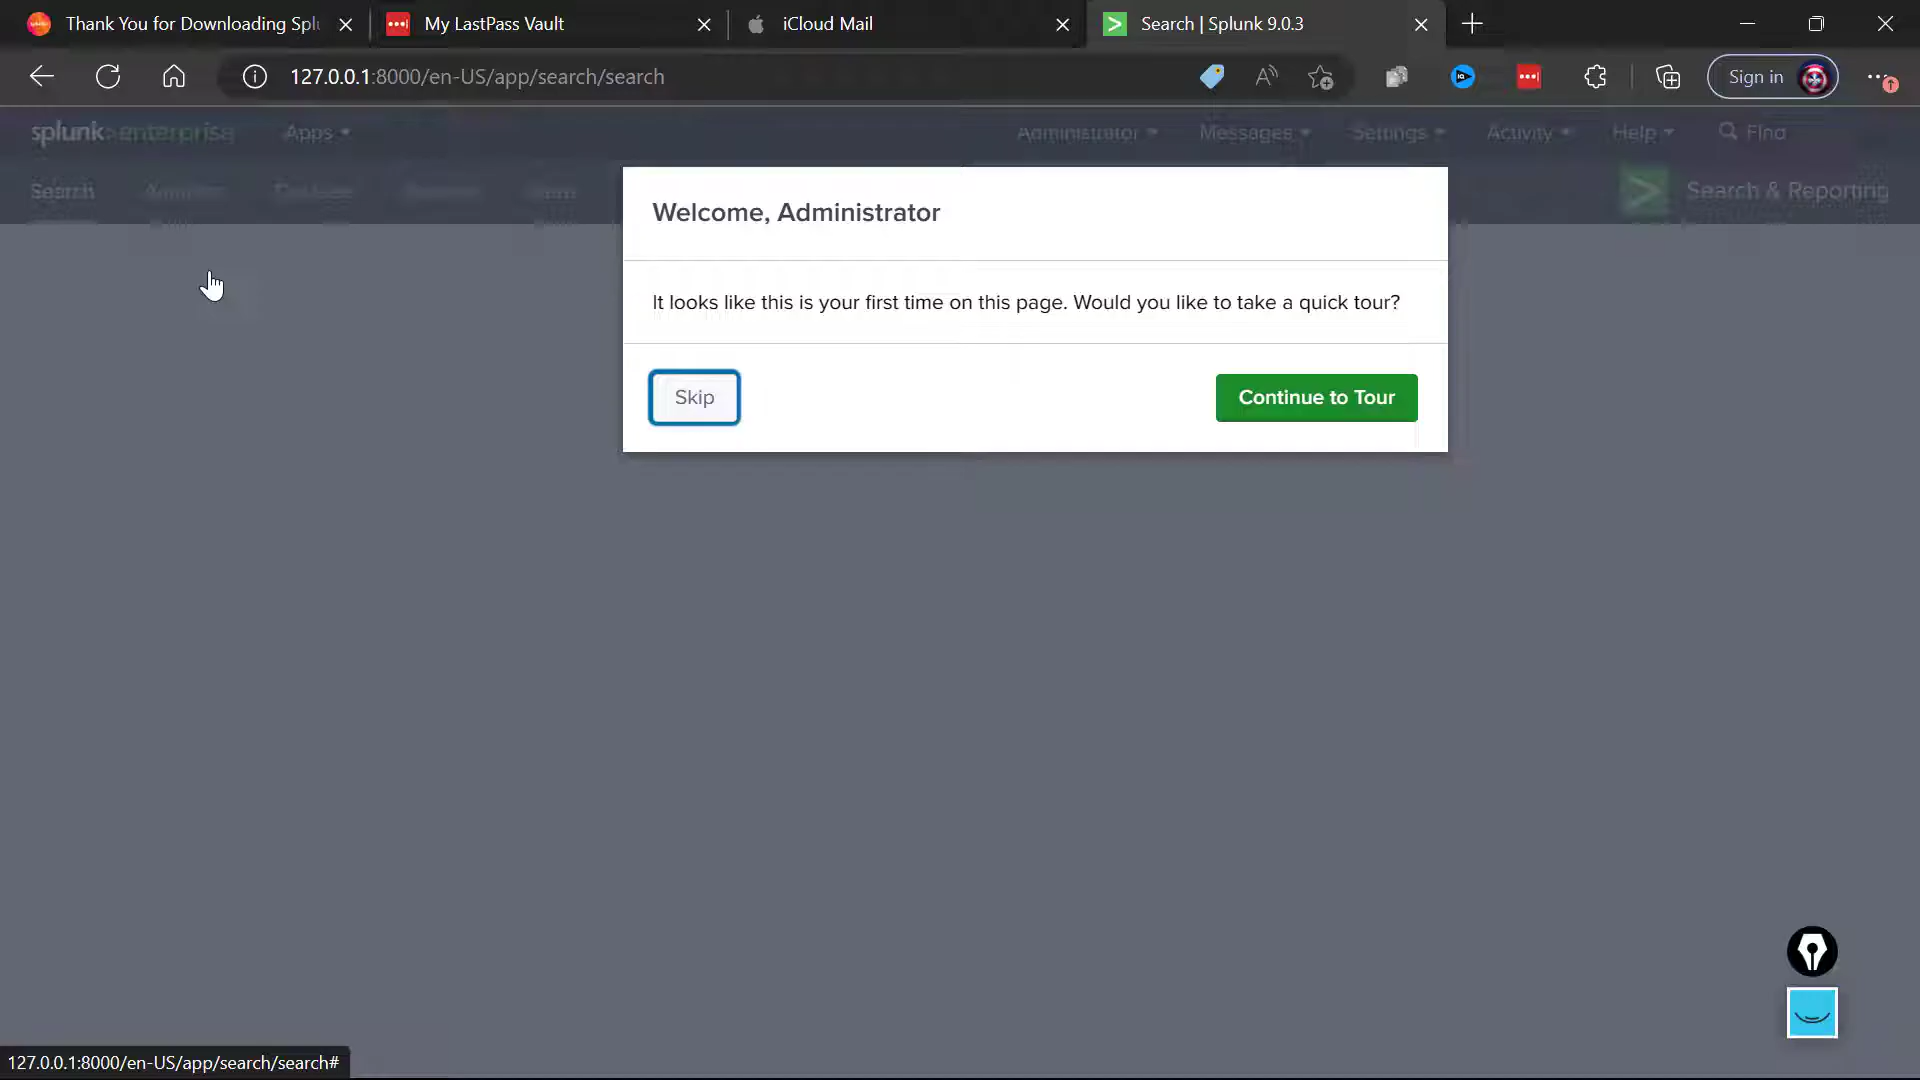 Thank You for Downloading Spl
My LastPass Vault
iCloud Mail
Search | Splunk 9.0.3
127.0.0.1:8000/en-US/app/search/search
Sign in
splunk>enterprise
Apps
Administrator
Messages
Settings
Activity
Help
Find
Search
Search & Reporting
Welcome, Administrator
It looks like this is your first time on this page. Would you like to take a quick tour?
Skip
Continue to Tour
127.0.0.1:8000/en-US/app/search/search#